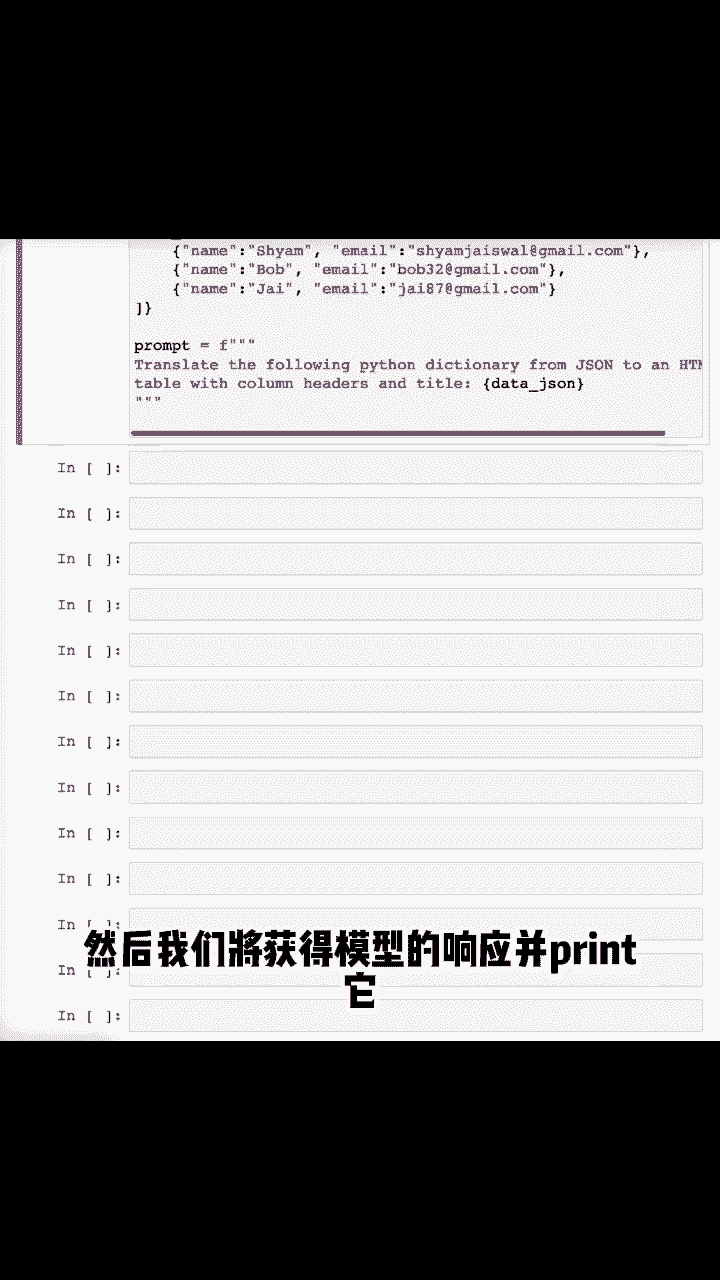 {"name":"Shyam", "email":"shyamjaiswal@gmail.com"},
{"name":"Bob", "email":"bob32@gmail.com"},
{"name":"Jai", "email":"jai87@gmail.com"}
]}
prompt = f"""
Translate the following python dictionary from JSON to an HTM
table with column headers and title: {data_json}
"""
In [ ]:
In [ ]:
In [ ]:
In [ ]:
In [ ]:
In [ ]:
In [ ]:
In [ ]:
In [ ]:
In [ ]:
In [ ]:
然后我们將获得模型的响应并print
In [ ]:
它
In [ ]: